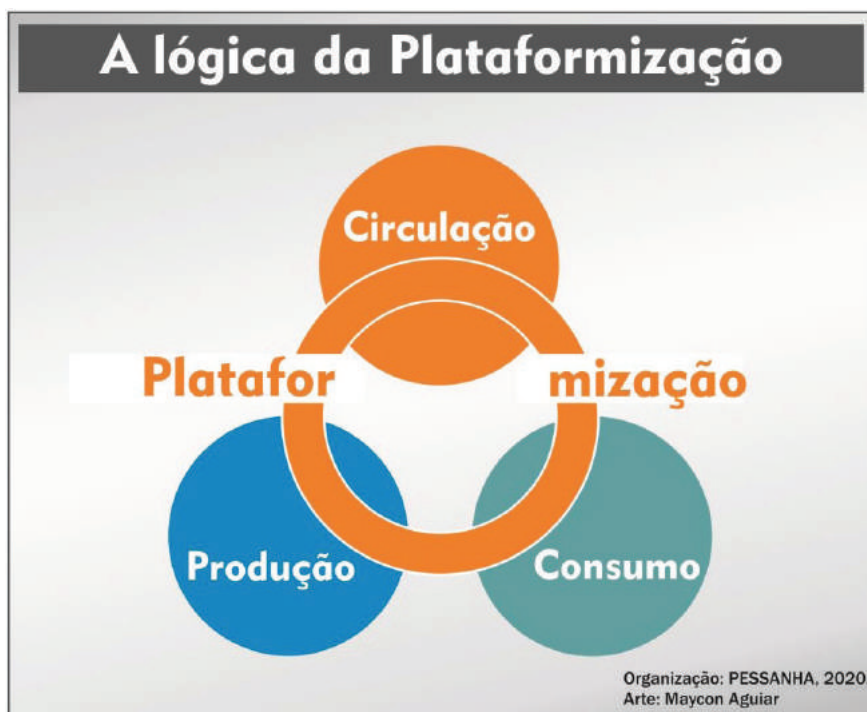 A lógica da Plataformização
Circulação
Platafor mização
Produção
Consumo
Organização: PESSANHA, 2020
Arte: Maycon Aguiar